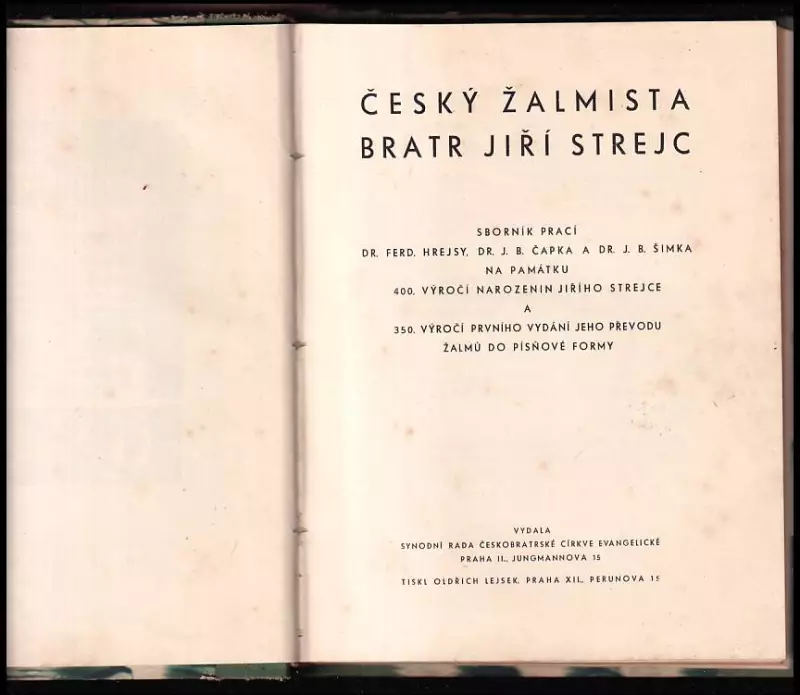 ČESKÝ ŽALMISTA
BRATR JIŘÍ STREJC
SBORNÍK PRACÍ
DR. FERD. HREJSY, DR. J. B. ČAPKA A DR. J. B. ŠIMKA
NA PAMÁTKU
400. VÝROČÍ NAROZENIN JIŘÍHO STREJCE
A
350. VÝROČÍ PRVNÍHO VYDÁNÍ JEHO PŘEVODU
ŽALMŮ DO PÍSŇOVÉ FORMY
VYDALA
SYNODNÍ RADA ČESKOBRATRSKÉ CÍRKVE EVANGELICKÉ
PRAHA II., JUNGMANNOVA 15
TISKL OLDŘICH LEJSEK, PRAHA XII., PERUNOVA 15